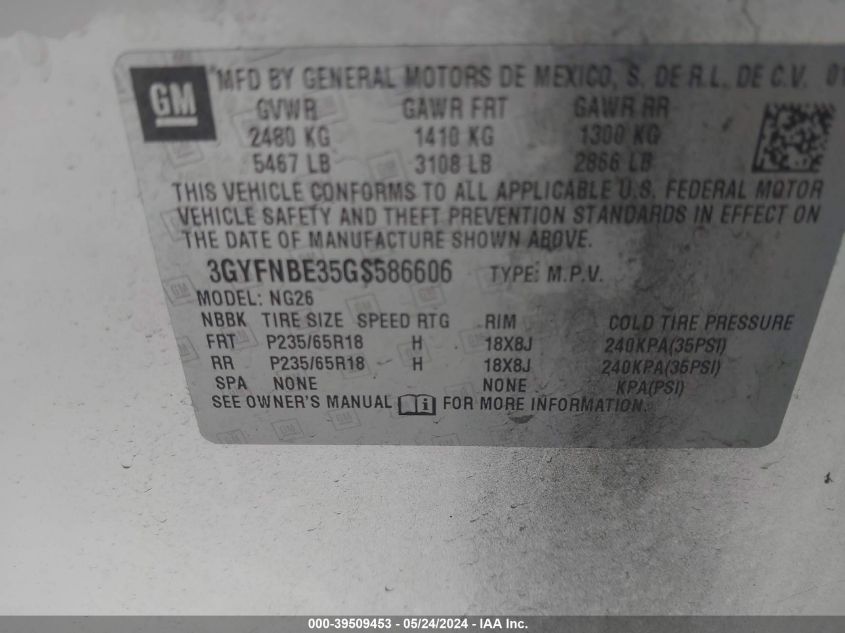 GM
MFD BY GENERAL MOTORS DE MEXICO, S. DE R.L. DE C.V. 01
GVWR GAWR FRT GAWR RR
2480 KG 1410 KG 1300 KG
5467 LB 3108 LB 2866 LB
THIS VEHICLE CONFORMS TO ALL APPLICABLE U.S. FEDERAL MOTOR
VEHICLE SAFETY AND THEFT PREVENTION STANDARDS IN EFFECT ON
THE DATE OF MANUFACTURE SHOWN ABOVE.
3GYFNBE35GS586606 TYPE: M.P.V.
MODEL: NG26
NBBK TIRE SIZE SPEED RTG RIM COLD TIRE PRESSURE
FRT P235/65R18 H 18X8J 240KPA(35PSI)
RR P235/65R18 H 18X8J 240KPA(35PSI)
SPA NONE NONE KPA(PSI)
SEE OWNER'S MANUAL FOR MORE INFORMATION.
000-39509453 - 05/24/2024 - IAA Inc.